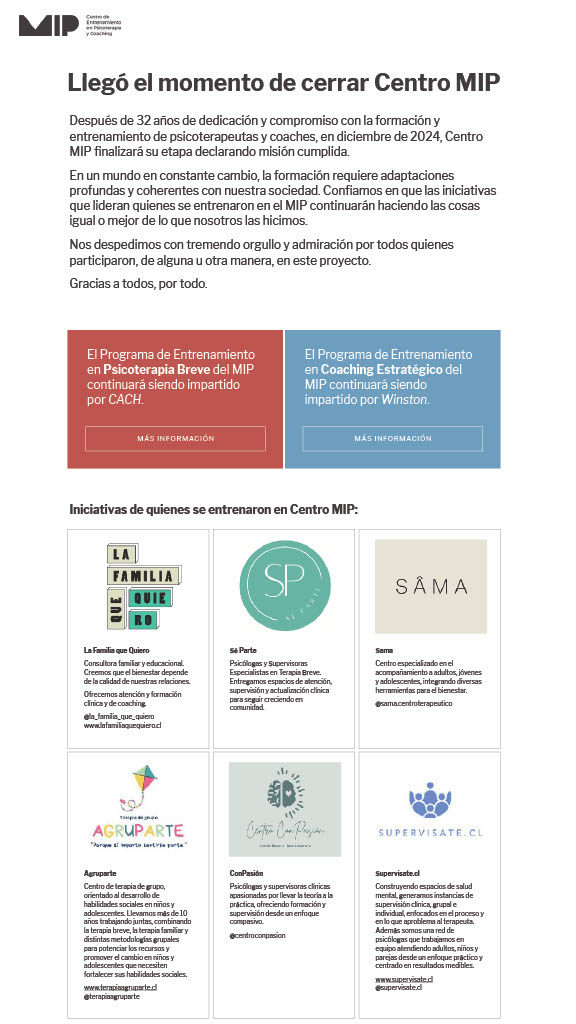 MIP
Centro de
Entrenamiento
en Psicoterapia
y Coaching
Llegó el momento de cerrar Centro MIP
Después de 32 años de dedicación y compromiso con la formación y
entrenamiento de psicoterapeutas y coaches, en diciembre de 2024, Centro
MIP finalizará su etapa declarando misión cumplida.
En un mundo en constante cambio, la formación requiere adaptaciones
profundas y coherentes con nuestra sociedad. Confiamos en que las iniciativas
que lideran quienes se entrenaron en el MIP continuarán haciendo las cosas
igual o mejor de lo que nosotros las hicimos.
Nos despedimos con tremendo orgullo y admiración por todos quienes
participaron, de alguna u otra manera, en este proyecto.
Gracias a todos, por todo.
El Programa de Entrenamiento
en Psicoterapia Breve del MIP
continuará siendo impartido
por CACH.
MÁS INFORMACIÓN
El Programa de Entrenamiento
en Coaching Estratégico del
MIP continuará siendo
impartido por Winston.
MÁS INFORMACIÓN
Iniciativas de quienes se entrenaron en Centro MIP:
LA
FAMILIA
QUE
QUIE
RO
La Familia que Quiero
Consultora familiar y educacional.
Creemos que el bienestar depende
de la calidad de nuestras relaciones.
Ofrecemos atención y formación
clínica y de coaching.
@la_familia_que_quiero
www.lafamiliaquequiero.cl
SP
SÉ PARTE
Sé Parte
Psicólogas y Supervisoras
Especialistas en Terapia Breve.
Entregamos espacios de atención,
supervisión y actualización clínica
para seguir creciendo en
comunidad.
SÂMA
Sama
Centro especializado en el
acompañamiento a adultos, jóvenes
y adolescentes, integrando diversas
herramientas para el bienestar.
@sama.centroterapeutico
Terapia de grupo
AGRUPARTE
"Porque sí importa sentirse parte."
Agruparte
Centro de terapia de grupo,
orientado al desarrollo de
habilidades sociales en niños y
adolescentes. Llevamos más de 10
años trabajando juntas, combinando
la terapia breve, la terapia familiar y
distintas metodologías grupales
para potenciar los recursos y
promover el cambio en niños y
adolescentes que necesiten
fortalecer sus habilidades sociales.
www.terapiaagruparte.cl
@terapiaagruparte
Centro ConPasión
ConPasión
Psicólogas y supervisoras clínicas
apasionadas por llevar la teoría a la
práctica, ofreciendo formación y
supervisión desde un enfoque
compasivo.
@centroconpasion
SUPERVISATE.CL
Supervisate.cl
Construyendo espacios de salud
mental, generamos instancias de
supervisión clínica, grupal e
individual, enfocados en el proceso y
en lo que aproblema al terapeuta.
Además somos una red de
psicólogas que trabajamos en
equipo atendiendo adultos, niños y
parejas desde un enfoque práctico y
centrado en resultados medibles.
www.supervisate.cl
@supervisate.cl